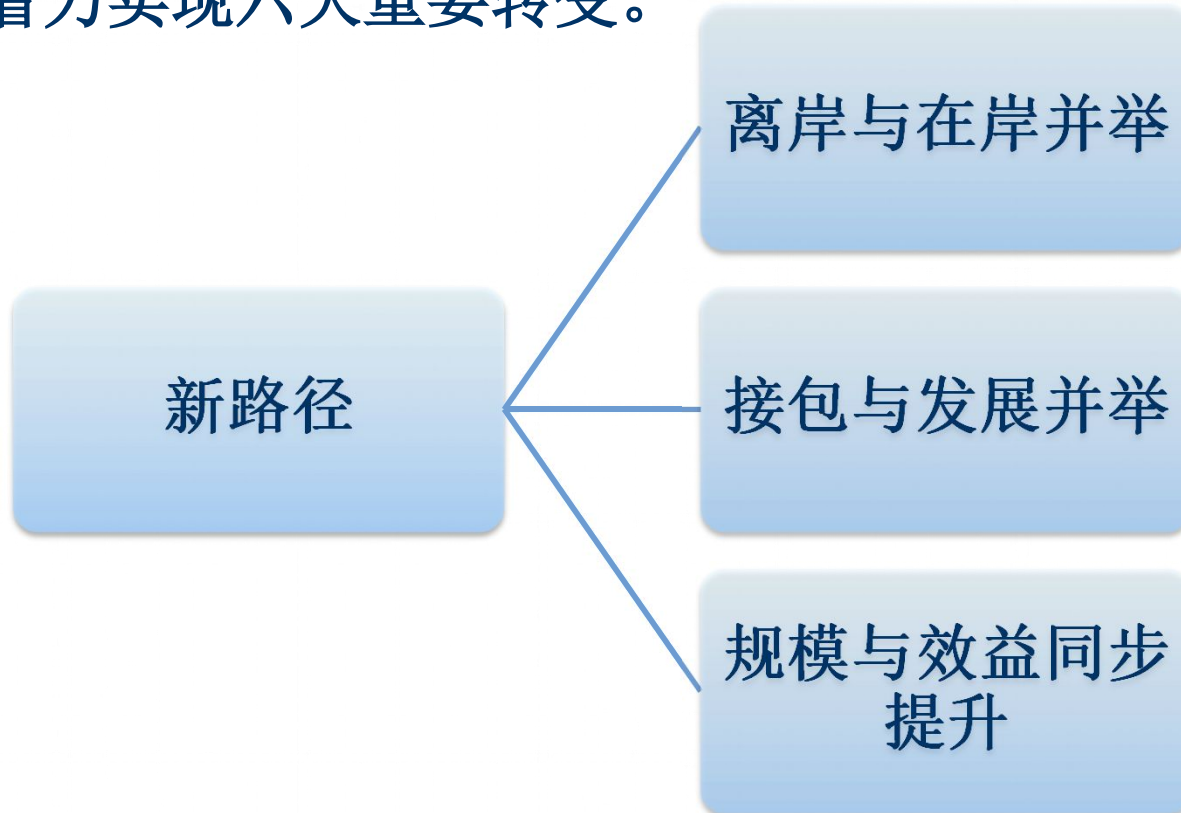 着力实现六大重要转变。
离岸与在岸并举
新路径
接包与发展并举
规模与效益同步
提升